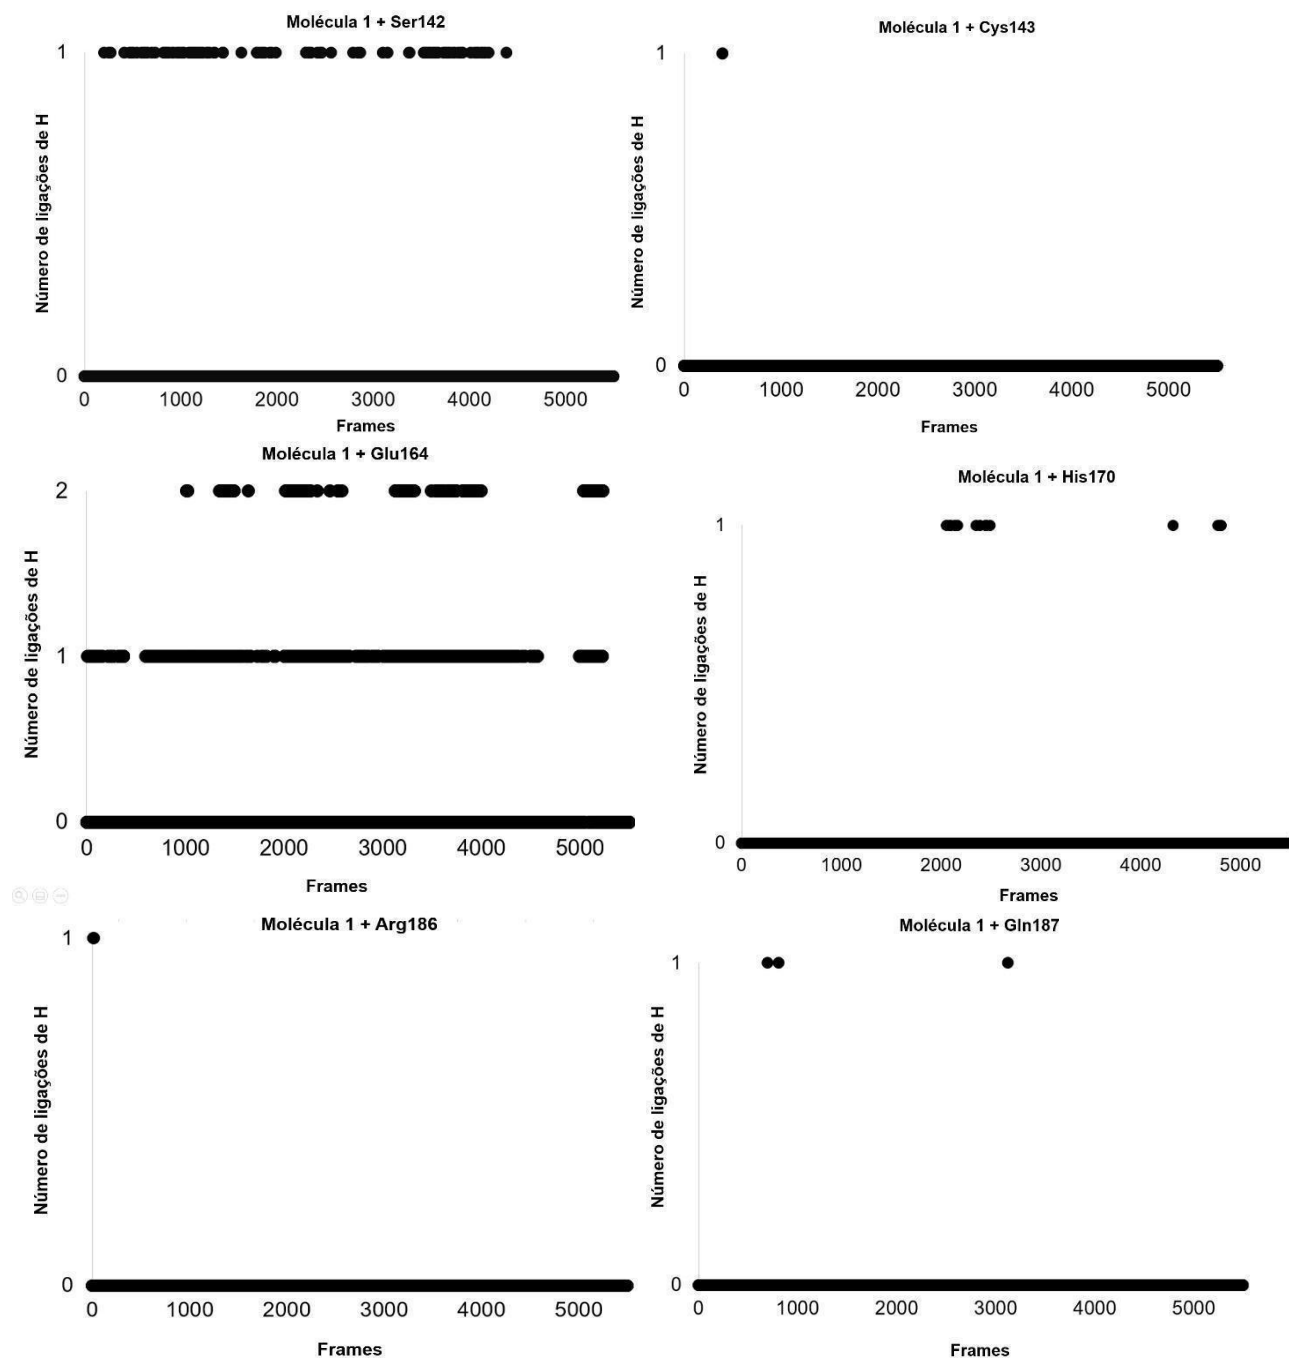 Molécula 1 + Ser142
Número de ligações de H
1
0
0 1000 2000 3000 4000 5000
Frames
Molécula 1 + Cys143
Número de ligações de H
1
0
0 1000 2000 3000 4000 5000
Frames
Molécula 1 + Glu164
Número de ligações de H
2
1
0
0 1000 2000 3000 4000 5000
Frames
Molécula 1 + His170
Número de ligações de H
1
0
0 1000 2000 3000 4000 5000
Frames
Molécula 1 + Arg186
Número de ligações de H
1
0
0 1000 2000 3000 4000 5000
Frames
Molécula 1 + Gln187
Número de ligações de H
1
0
0 1000 2000 3000 4000 5000
Frames